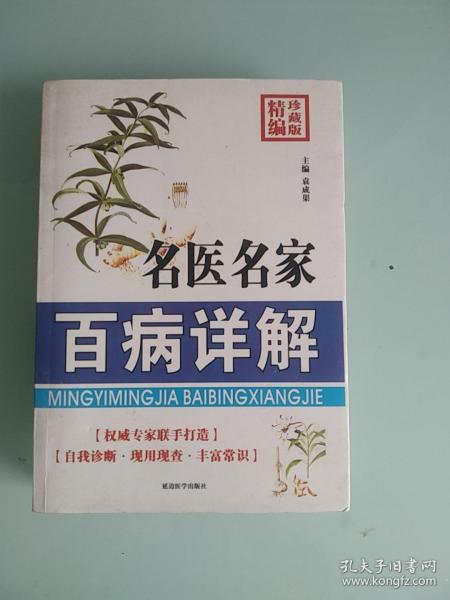 精编
珍藏版
主编 袁成渠
名医名家
百病详解
MINGYIMINGJIA BAIBINGXIANGJIE
【权威专家联手打造】
【自我诊断·现用现查·丰富常识】
延边医学出版社
孔夫子旧书网
www.kongfz.com